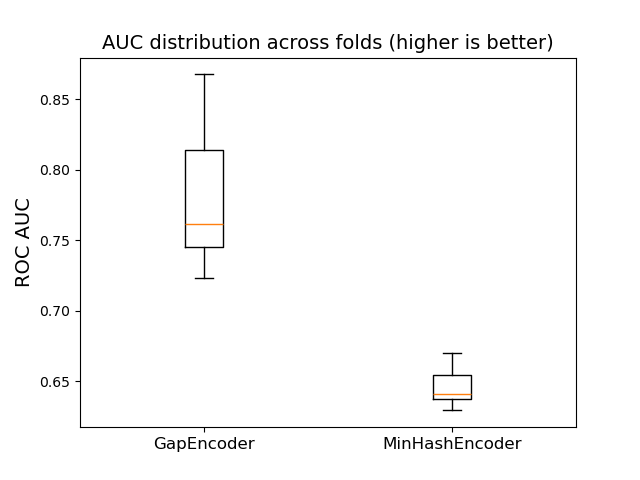 AUC distribution across folds (higher is better)
ROC AUC
0.85
0.80
0.75
0.70
0.65
GapEncoder
MinHashEncoder